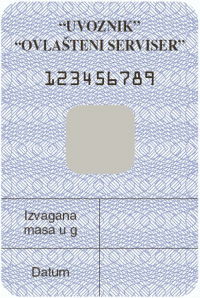 “UVOZNIK”
“OVLAŠTENI SERVISER”
123456789
Izvagana
masa u g
Datum